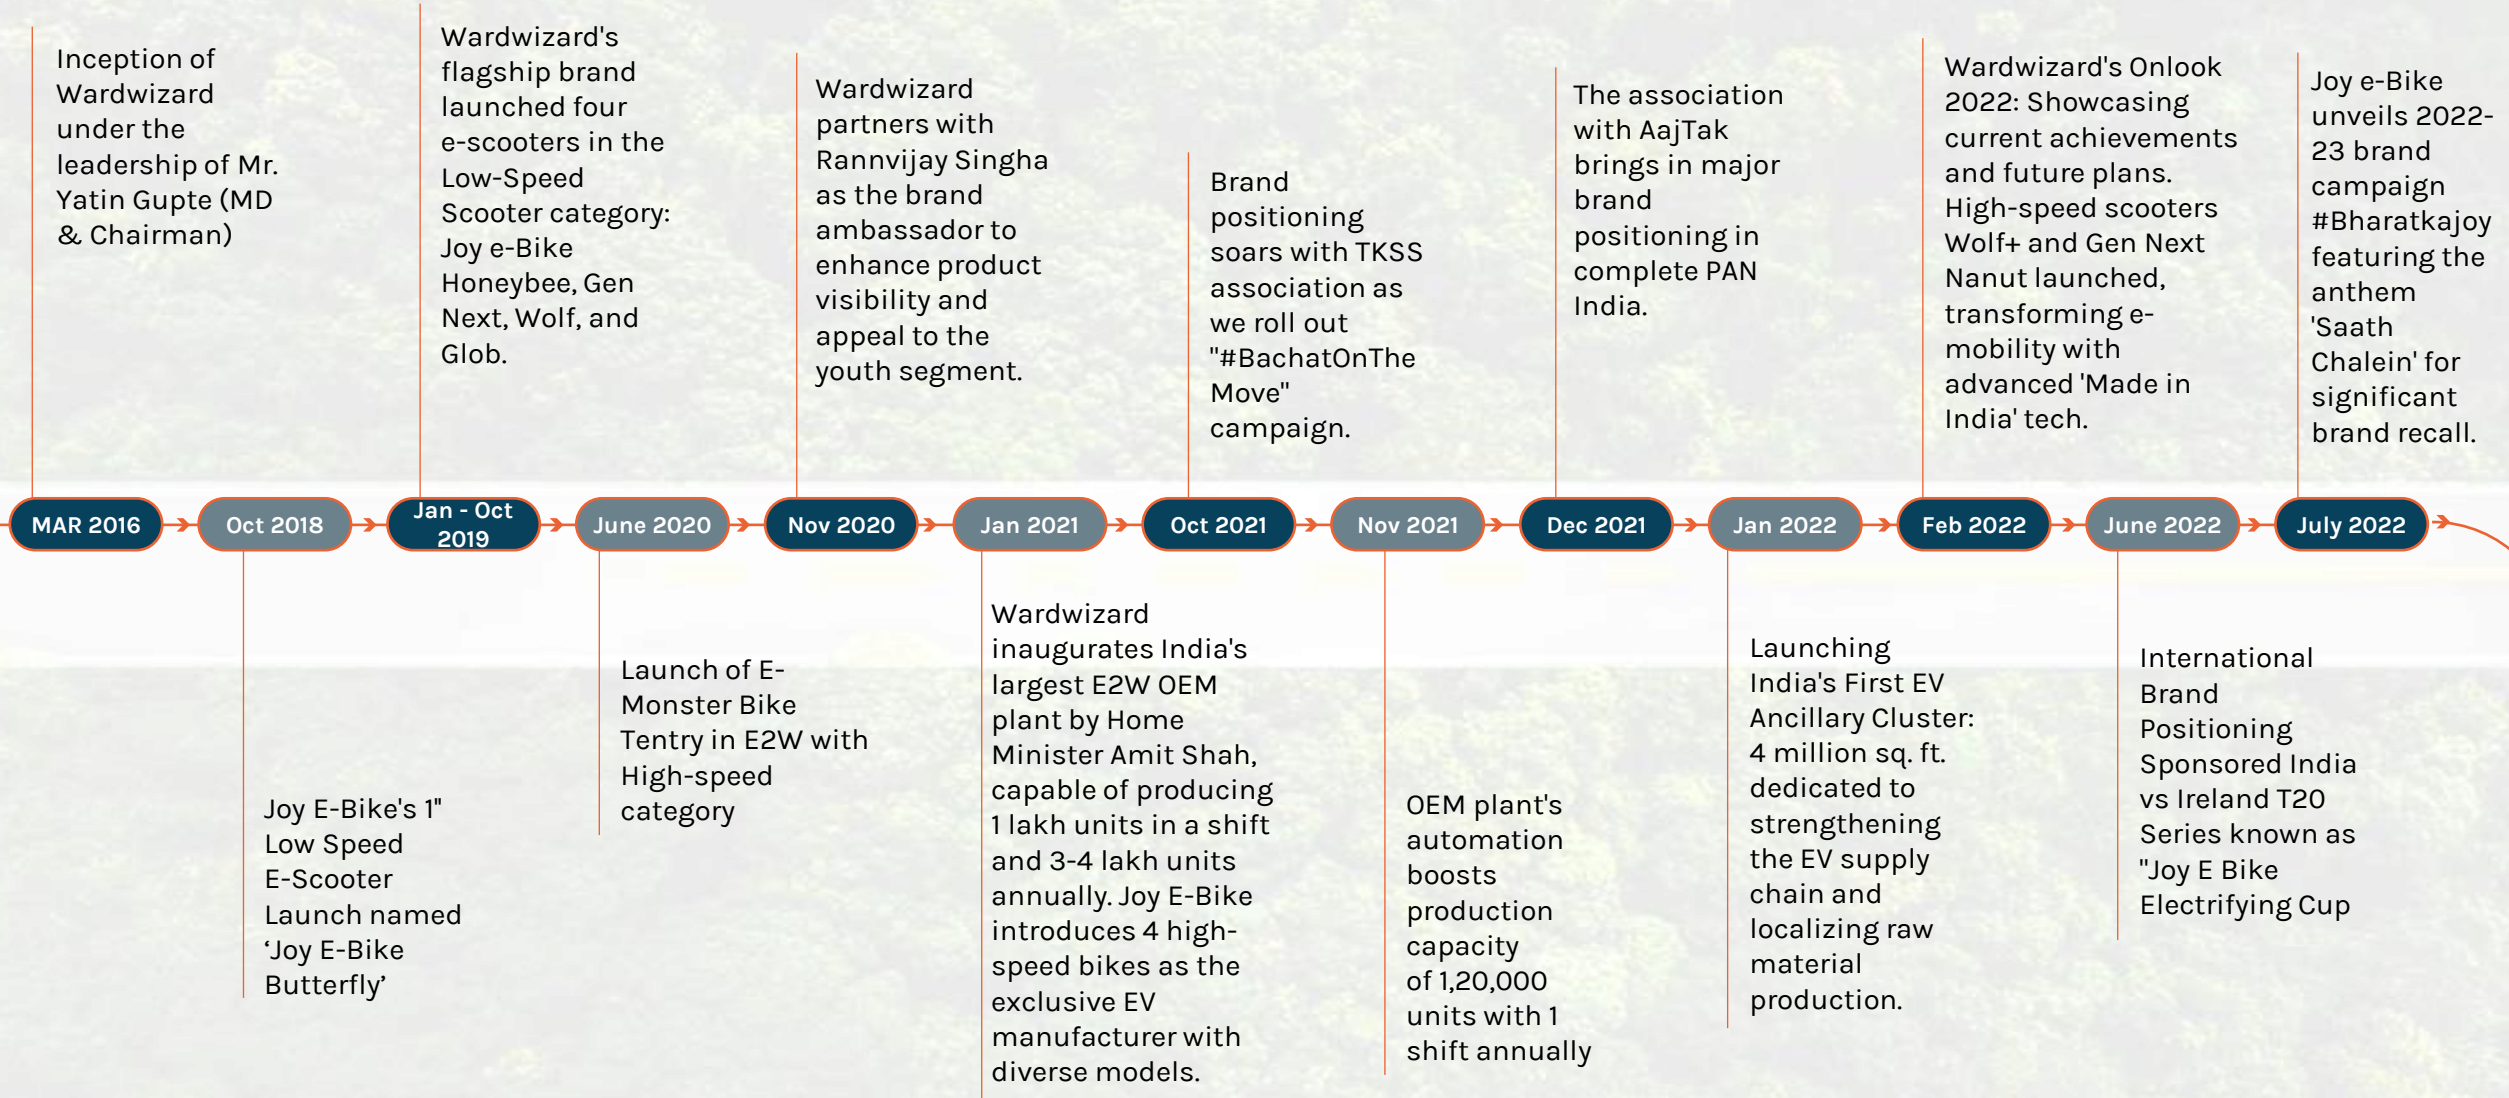 Inception of
Wardwizard
under the
leadership of Mr.
Yatin Gupte (MD
& Chairman)
Wardwizard's
flagship brand
launched four
e-scooters in the
Low-Speed
Scooter category:
Joy e-Bike
Honeybee, Gen
Next, Wolf, and
Glob.
Wardwizard
partners with
Rannvijay Singha
as the brand
ambassador to
enhance product
visibility and
appeal to the
youth segment.
Brand
positioning
soars with TKSS
association as
we roll out
"#BachatOnThe
Move"
campaign.
The association
with AajTak
brings in major
brand
positioning in
complete PAN
India.
Wardwizard's Onlook
2022: Showcasing
current achievements
and future plans.
High-speed scooters
Wolf+ and Gen Next
Nanut launched,
transforming e-
mobility with
advanced 'Made in
India' tech.
Joy e-Bike
unveils 2022-
23 brand
campaign
#Bharatkajoy
featuring the
anthem
'Saath
Chalein' for
significant
brand recall.
MAR 2016
Oct 2018
Jan - Oct
2019
June 2020
Nov 2020
Jan 2021
Oct 2021
Nov 2021
Dec 2021
Jan 2022
Feb 2022
June 2022
July 2022
Joy E-Bike's 1"
Low Speed
E-Scooter
Launch named
‘Joy E-Bike
Butterfly’
Launch of E-
Monster Bike
Tentry in E2W with
High-speed
category
Wardwizard
inaugurates India's
largest E2W OEM
plant by Home
Minister Amit Shah,
capable of producing
1 lakh units in a shift
and 3-4 lakh units
annually. Joy E-Bike
introduces 4 high-
speed bikes as the
exclusive EV
manufacturer with
diverse models.
OEM plant's
automation
boosts
production
capacity
of 1,20,000
units with 1
shift annually
Launching
India's First EV
Ancillary Cluster:
4 million sq. ft.
dedicated to
strengthening
the EV supply
chain and
localizing raw
material
production.
International
Brand
Positioning
Sponsored India
vs Ireland T20
Series known as
"Joy E Bike
Electrifying Cup